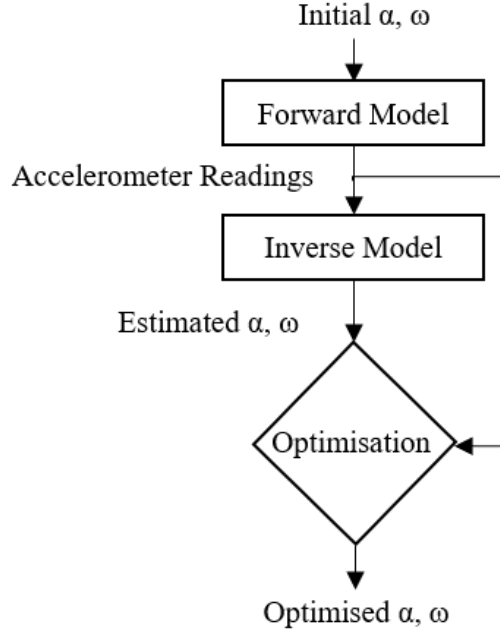 Initial α, ω
Forward Model
Accelerometer Readings
Inverse Model
Estimated α, ω
Optimisation
Optimised α, ω